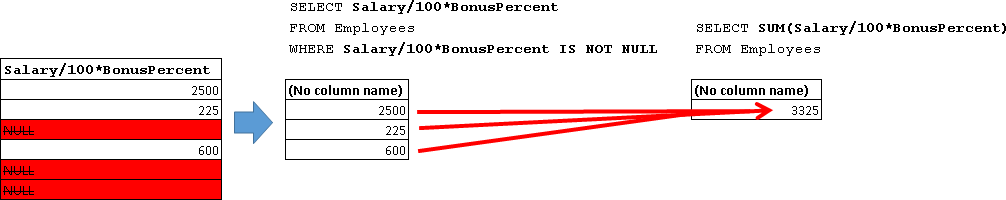 SELECT Salary/100*BonusPercent
FROM Employees
WHERE Salary/100*BonusPercent IS NOT NULL
SELECT SUM(Salary/100*BonusPercent)
FROM Employees
Salary/100*BonusPercent
2500
225
NULL
600
NULL
NULL
(No column name)
2500
225
600
(No column name)
3325